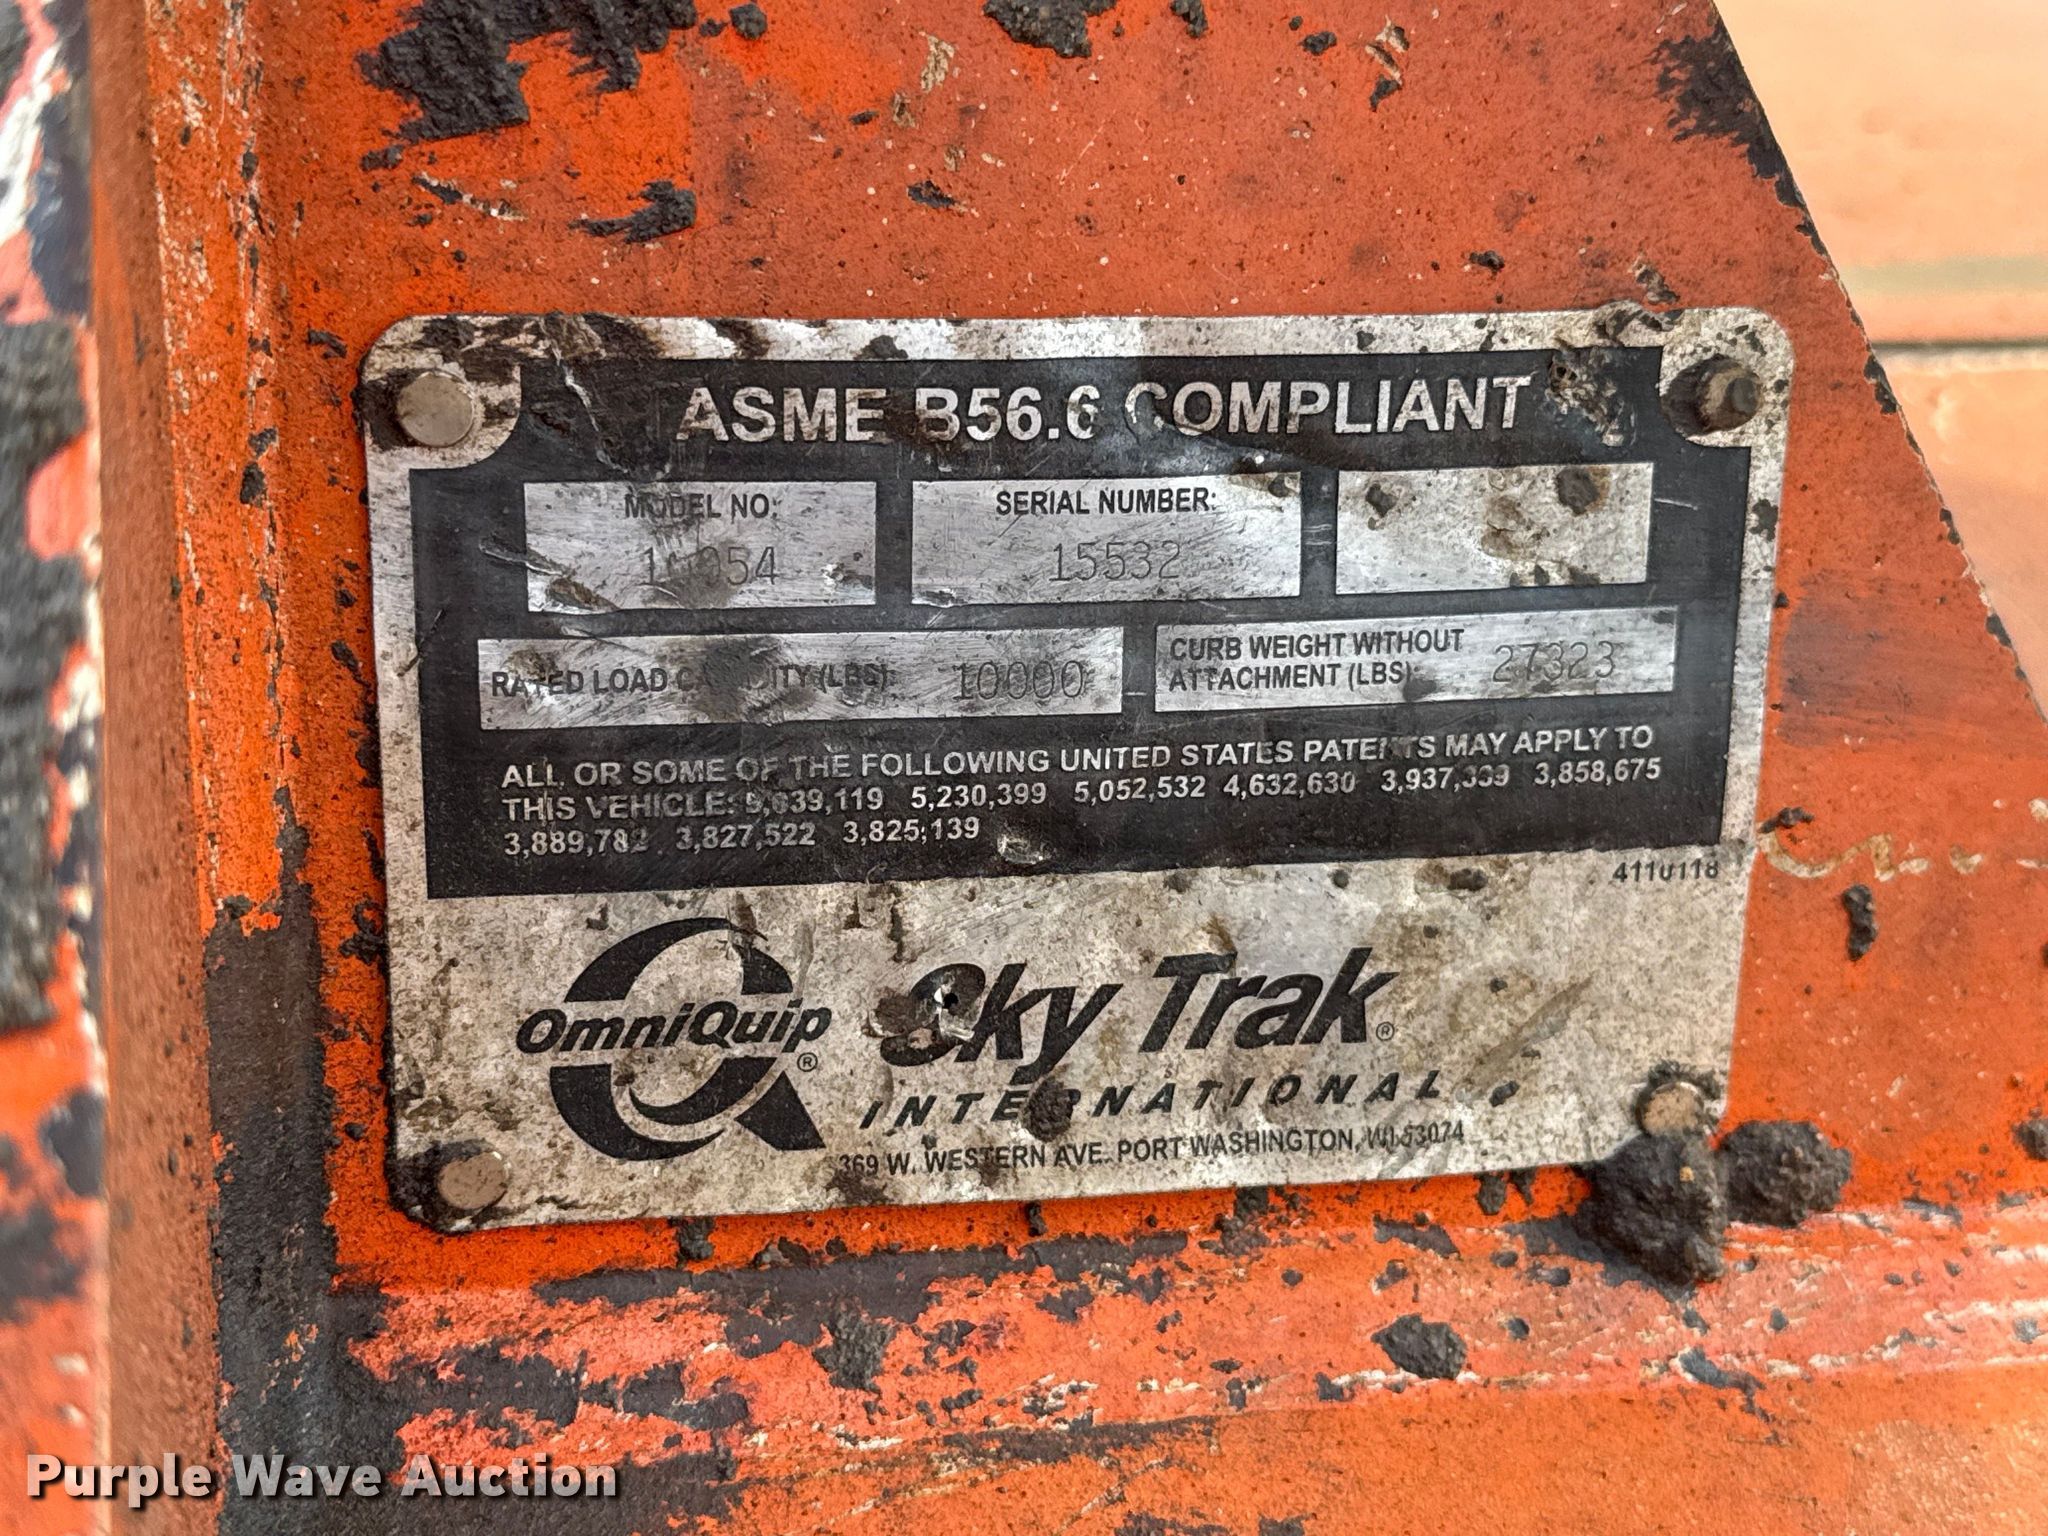 ASME B56.6 COMPLIANT
MODEL NO: 10054
SERIAL NUMBER: 15532
RATED LOAD CAPACITY (LBS): 10000
CURB WEIGHT WITHOUT ATTACHMENT (LBS): 27323
ALL OR SOME OF THE FOLLOWING UNITED STATES PATENTS MAY APPLY TO
THIS VEHICLE: 5,230,399 5,052,532 4,632,630 3,858,675
3,889,782 3,827,522 3,825,139
4110118
OmniQuip®
Sky Trak®
INTERNATIONAL
369 W. WESTERN AVE. PORT WASHINGTON, WI 53074
Purple Wave Auction